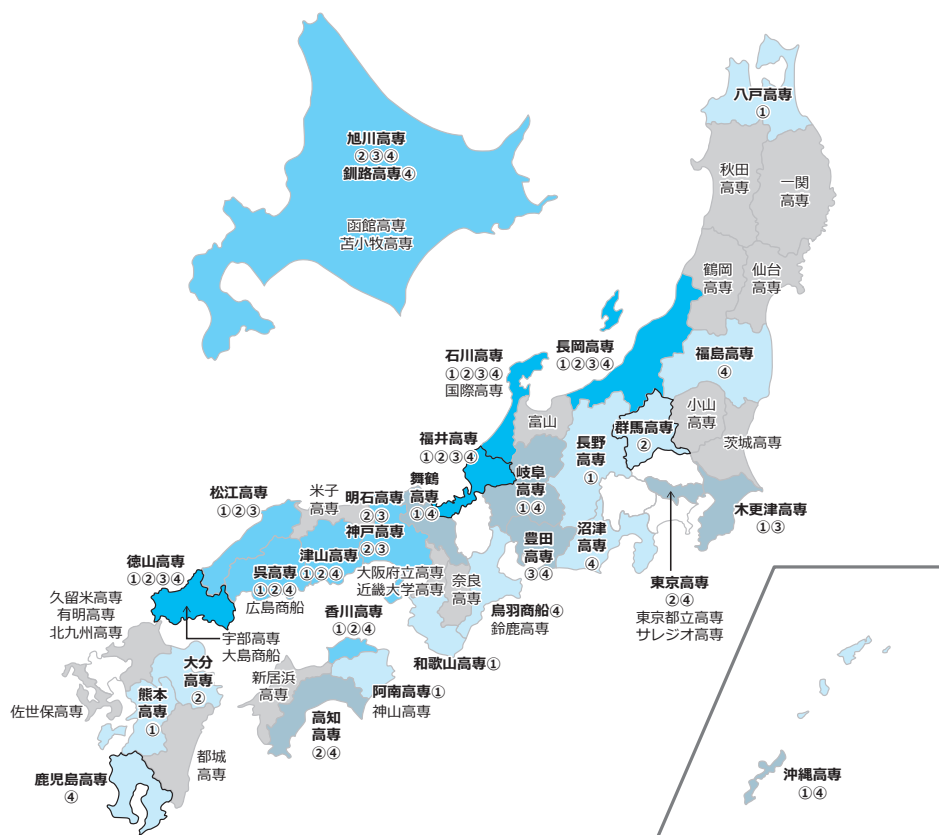 八戸高専
①
旭川高専
②③④
釧路高専④
函館高専
苫小牧高専
秋田
高専
一関
高専
鶴岡
高専
仙台
高専
石川高専
①②③④
国際高専
長岡高専
①②③④
福島高専
④
小山
高専
茨城高専
群馬高専
②
富山
長野
高専
①
福井高専
①②③④
舞鶴
高専
①④
岐阜
高専
①④
木更津高専
①③
松江高専
①②③
米子
高専
明石高専
②③
神戸高専
②③
豊田
高専
③④
沼津
高専
④
徳山高専
①②③④
津山高専
①②④
呉高専
①②④
広島商船
大阪府立高専
近畿大学高専
奈良
高専
鳥羽商船④
鈴鹿高専
東京高専
②④
東京都立高専
サレジオ高専
久留米高専
有明高専
北九州高専
宇部高専
大島商船
香川高専
①②④
和歌山高専①
大分
高専
②
新居浜
高専
阿南高専①
神山高専
佐世保高専
熊本
高専
①
高知
高専
②④
都城
高専
鹿児島高専
④
沖縄高専
①④